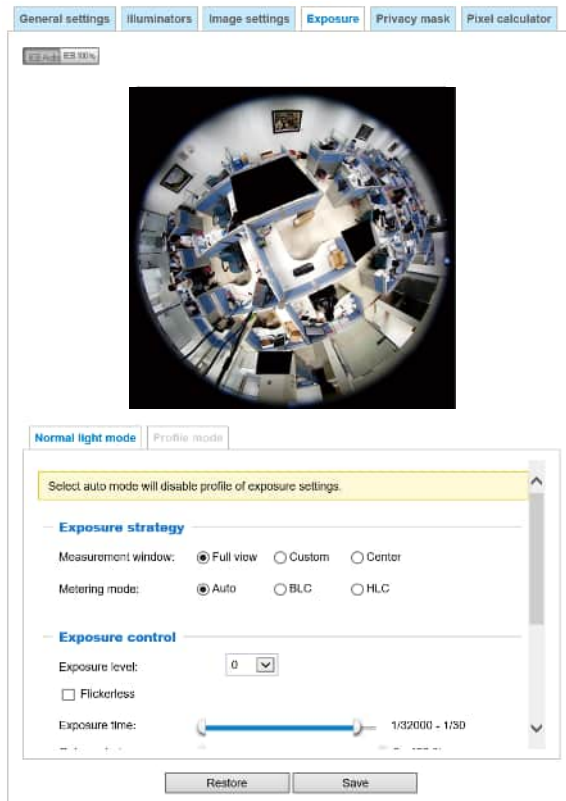 General settings
Illuminators
Image settings
Exposure
Privacy mask
Pixel calculator
100%
Normal light mode
Profile mode
Select auto mode will disable profile of exposure settings.
Exposure strategy
Measurement window: Full view Custom Center
Metering mode: Auto BLC HLC
Exposure control
Exposure level: 0
Flickerless
Exposure time: 1/32000 - 1/30
Restore
Save